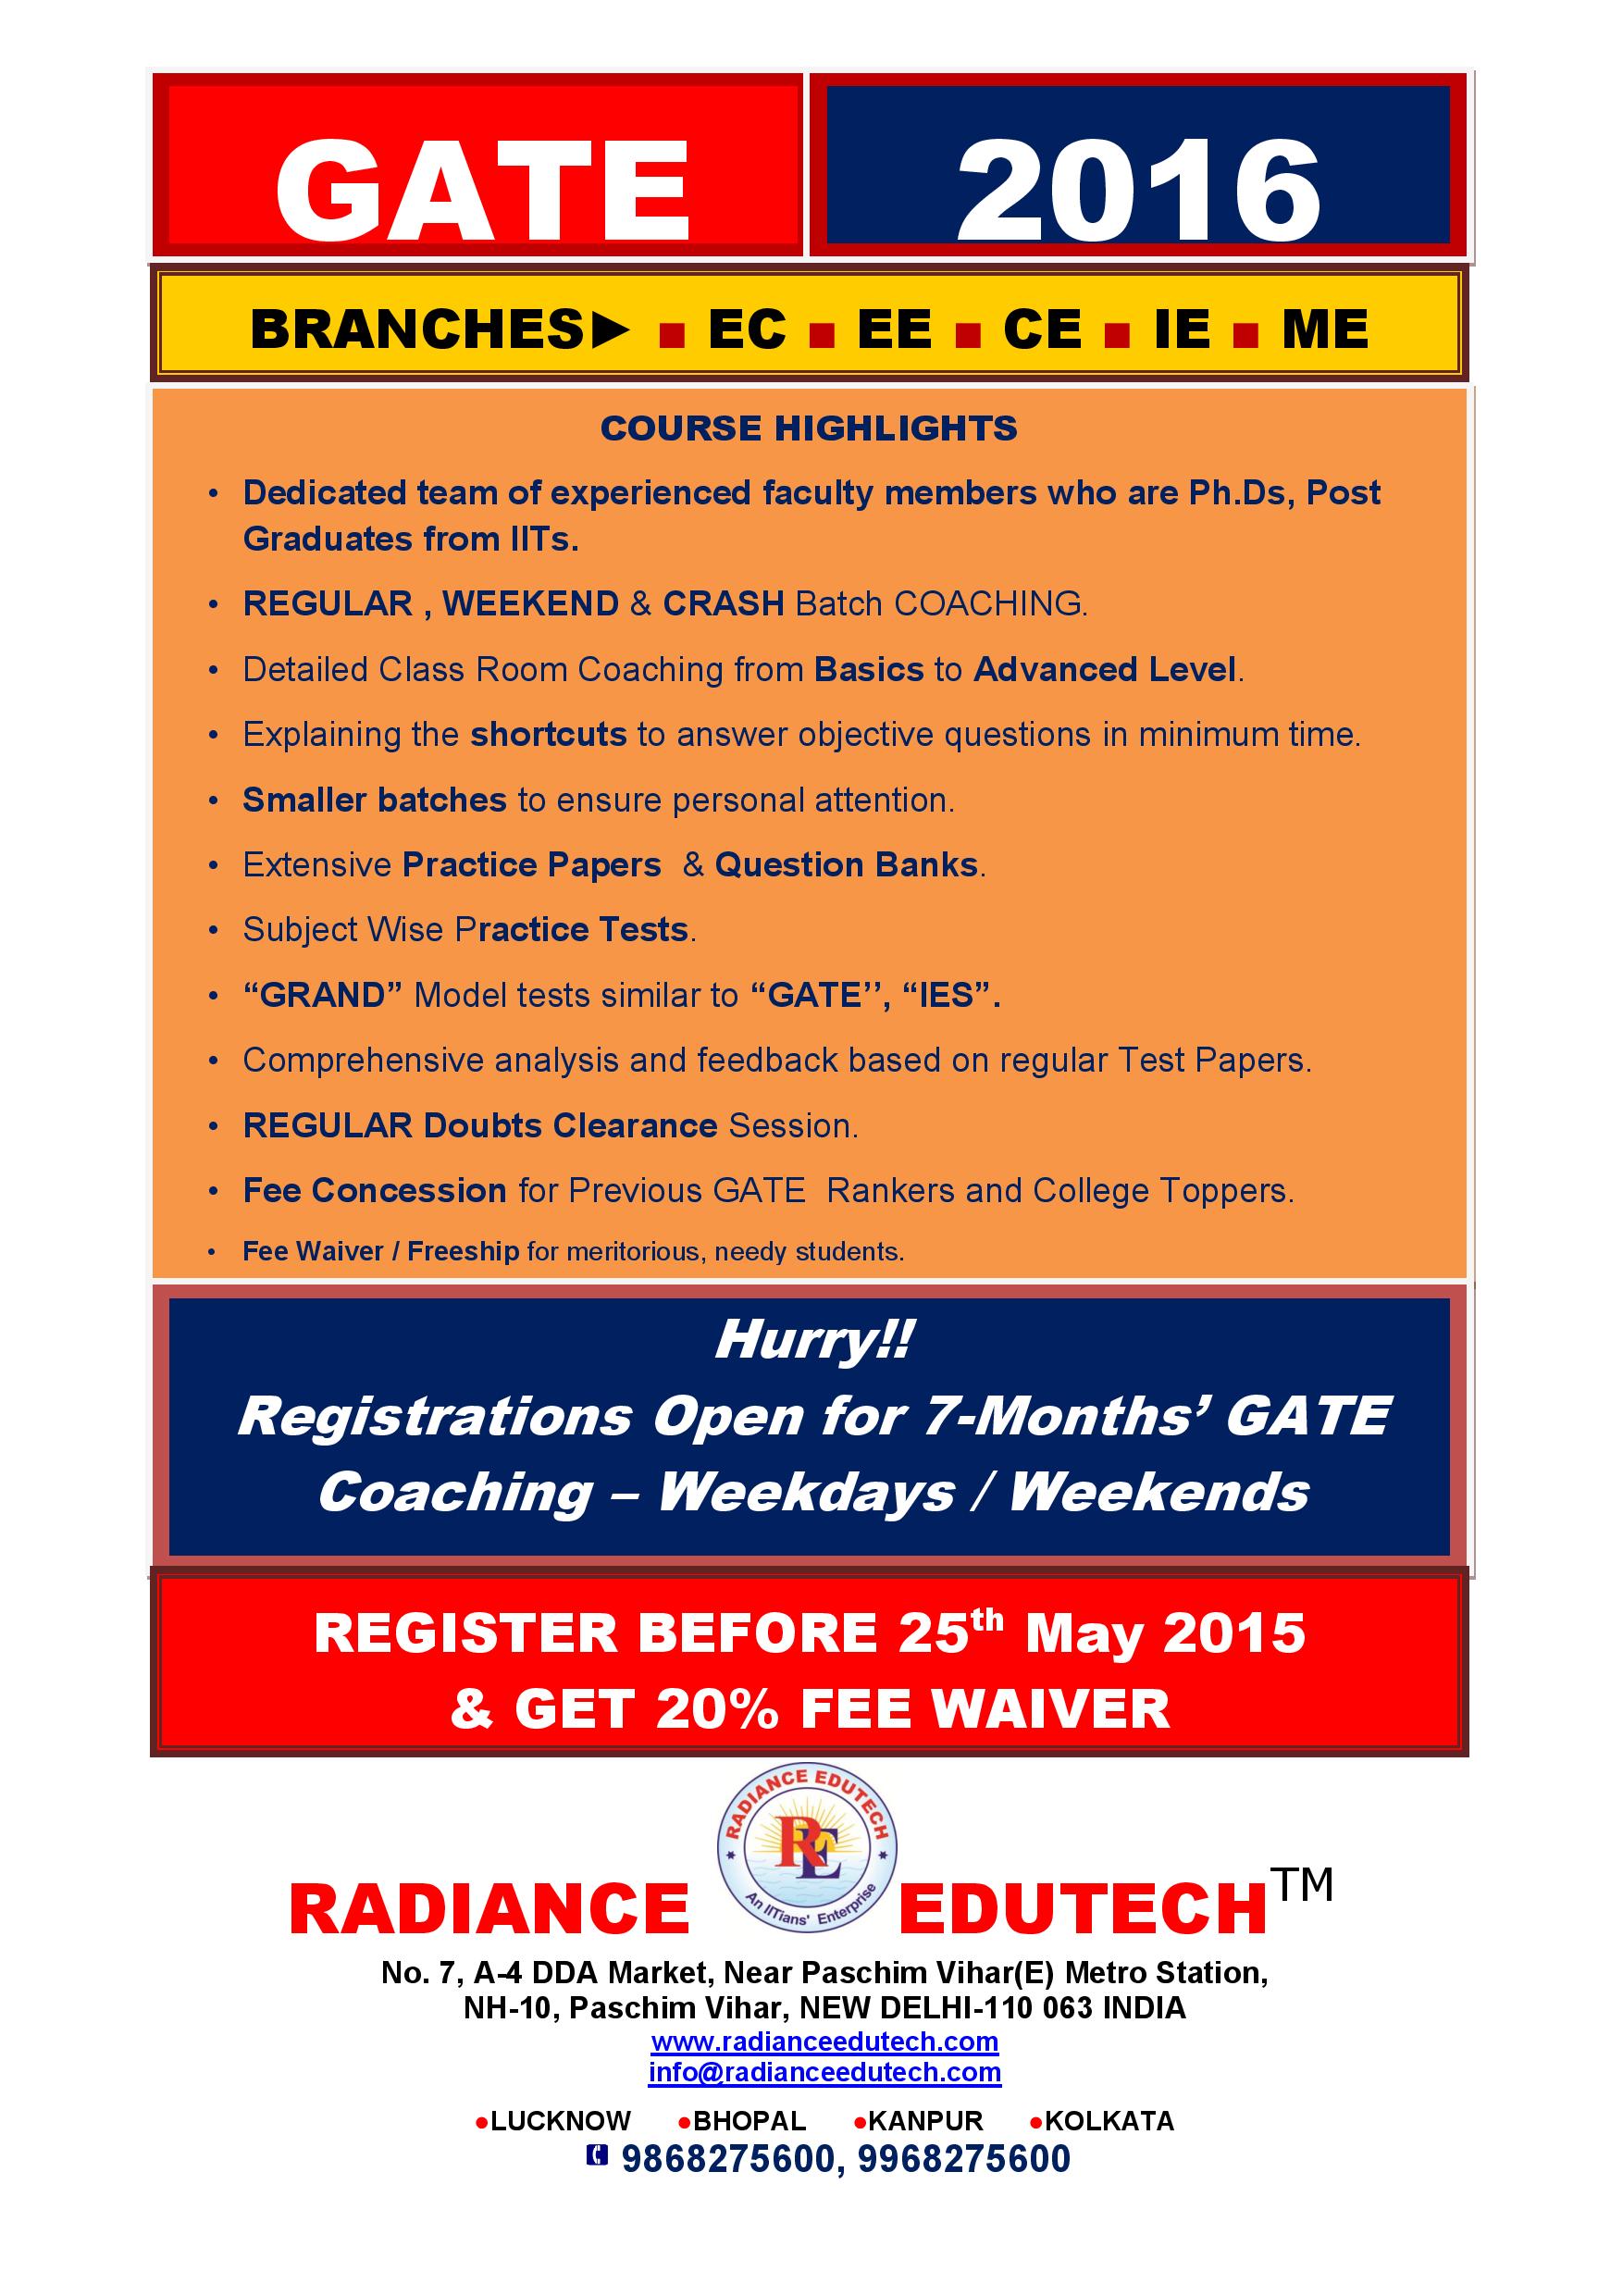 GATE 2016
BRANCHES► ■ EC ■ EE ■ CE ■ IE ■ ME
COURSE HIGHLIGHTS
• Dedicated team of experienced faculty members who are Ph.Ds, Post
Graduates from IITs.
• REGULAR , WEEKEND & CRASH Batch COACHING.
• Detailed Class Room Coaching from Basics to Advanced Level.
• Explaining the shortcuts to answer objective questions in minimum time.
• Smaller batches to ensure personal attention.
• Extensive Practice Papers  & Question Banks.
• Subject Wise Practice Tests.
• “GRAND” Model tests similar to “GATE’’, “IES”.
• Comprehensive analysis and feedback based on regular Test Papers.
• REGULAR Doubts Clearance Session.
• Fee Concession for Previous GATE  Rankers and College Toppers.
• Fee Waiver / Freeship for meritorious, needy students.
Hurry!!
Registrations Open for 7-Months’ GATE
Coaching – Weekdays / Weekends
REGISTER BEFORE 25th May 2015
& GET 20% FEE WAIVER
RADIANCE EDUTECH
RE
An IITians' Enterprise
RADIANCE EDUTECH™
No. 7, A-4 DDA Market, Near Paschim Vihar(E) Metro Station,
NH-10, Paschim Vihar, NEW DELHI-110 063 INDIA
www.radianceedutech.com
info@radianceedutech.com
●LUCKNOW ●BHOPAL ●KANPUR ●KOLKATA
9868275600, 9968275600